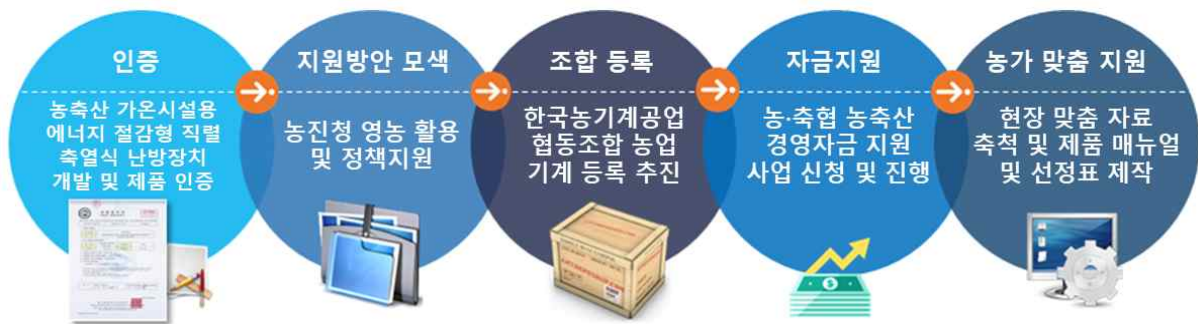 인증
농축산 가온시설용
에너지 절감형 직렬
축열식 난방장치
개발 및 제품 인증
지원방안 모색
농진청 영농 활용
및 정책지원
조합 등록
한국농기계공업
협동조합 농업
기계 등록 추진
자금지원
농·축협 농축산
경영자금 지원
사업 신청 및 진행
농가 맞춤 지원
현장 맞춤 자료
축척 및 제품 매뉴얼
및 선정표 제작